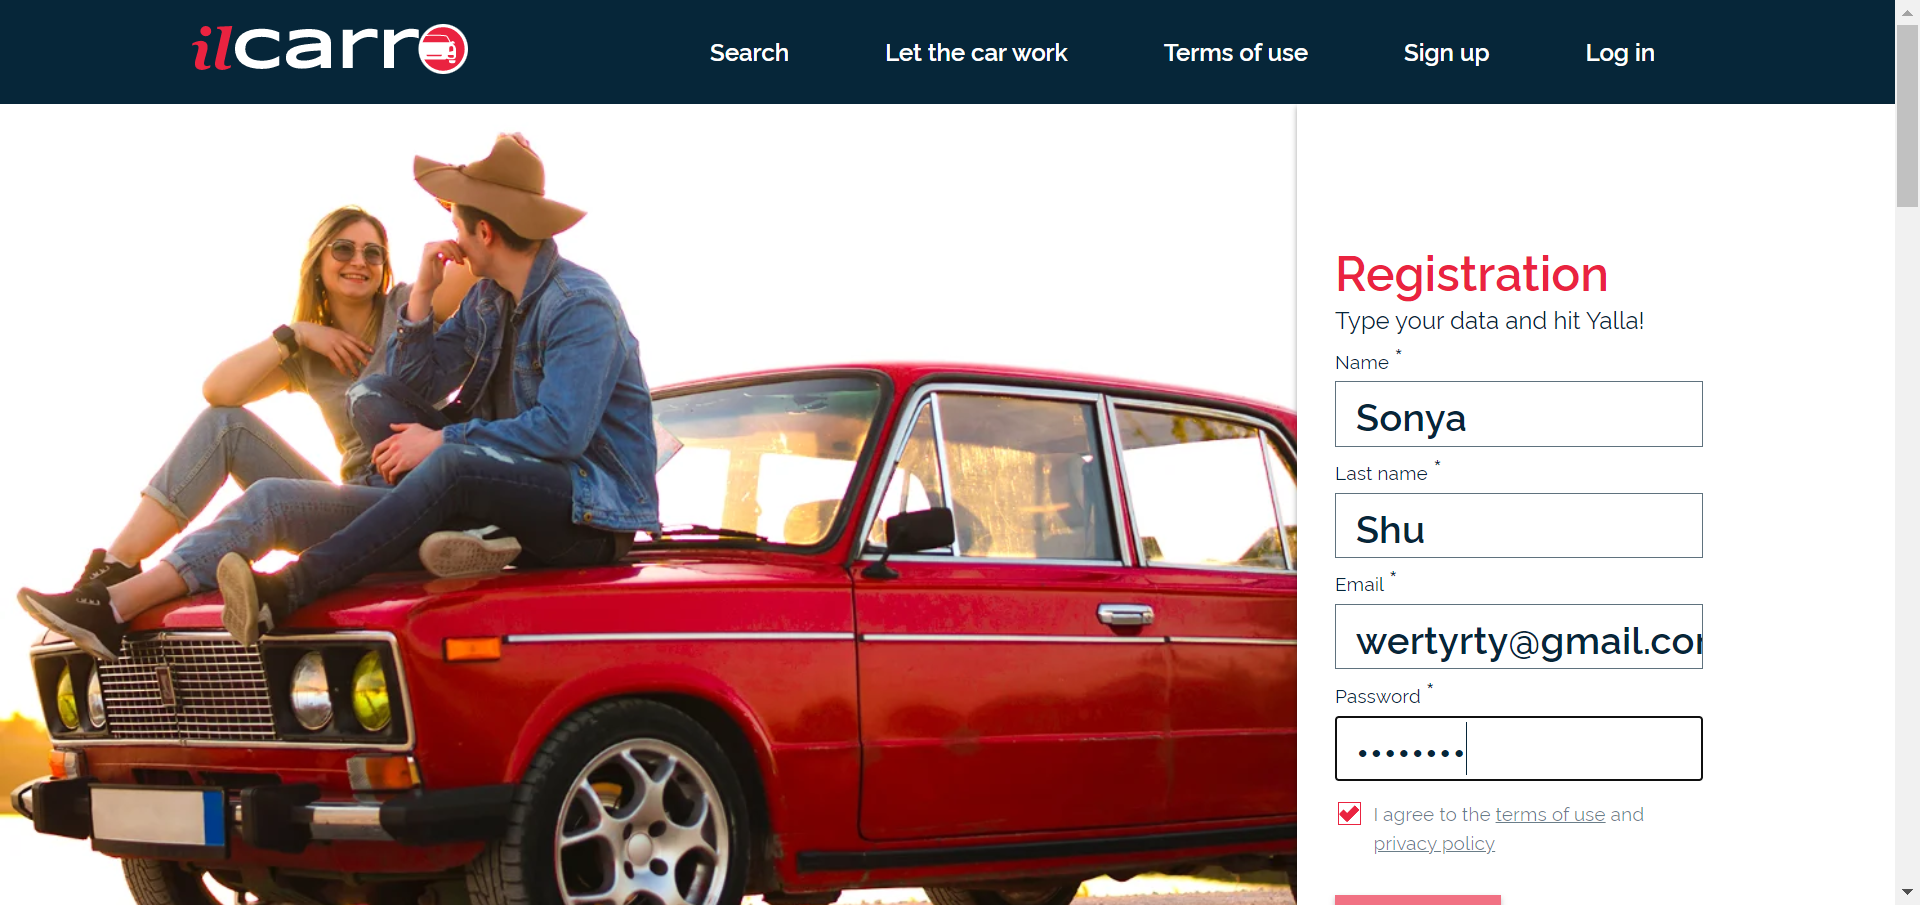 ilcarro
Search
Let the car work
Terms of use
Sign up
Log in
Registration
Type your data and hit Yalla!
Name *
Sonya
Last name *
Shu
Email *
wertyrty@gmail.co
Password *
••••••••
I agree to the terms of use and
privacy policy